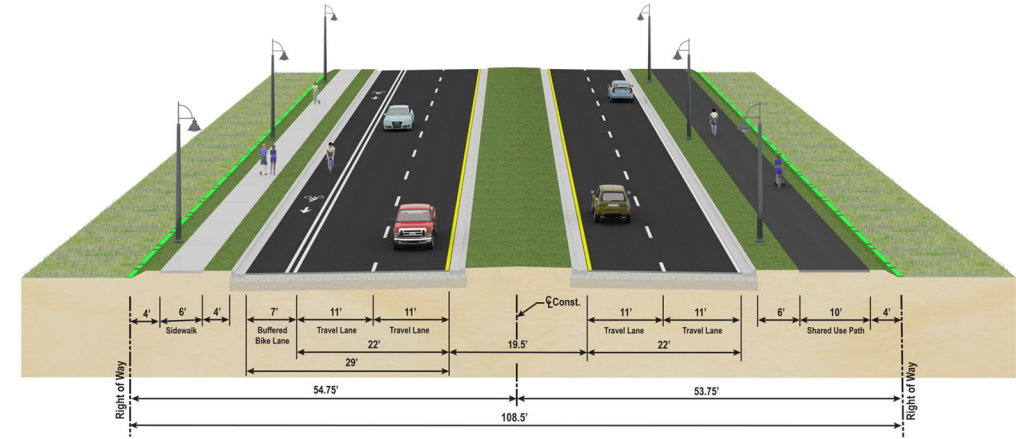 ℄ Const.
4'
6'
4'
7'
11'
11'
11'
11'
6'
10'
4'
Sidewalk
Buffered
Bike Lane
Travel Lane
Travel Lane
Travel Lane
Travel Lane
Shared Use Path
22'
19.5'
22'
29'
Right of Way
54.75'
53.75'
Right of Way
108.5'